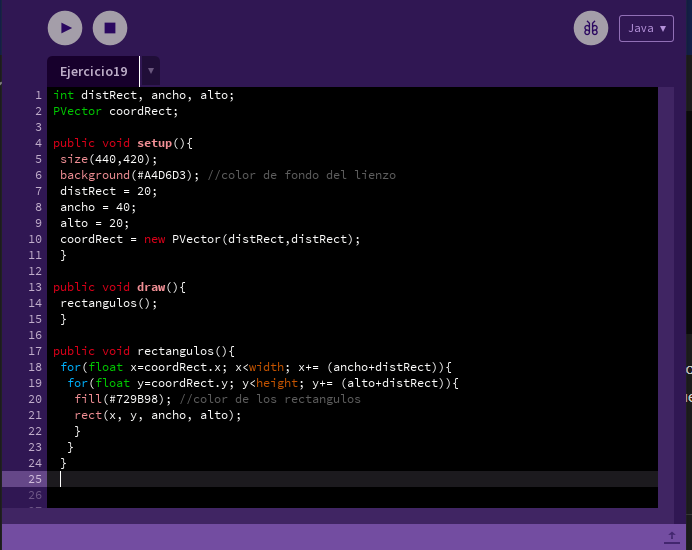 Java ▾
Ejercicio19 ▾
1 int distRect, ancho, alto;
2 PVector coordRect;
3
4 public void setup(){
5 size(440,420);
6 background(#A4D6D3); //color de fondo del lienzo
7 distRect = 20;
8 ancho = 40;
9 alto = 20;
10 coordRect = new PVector(distRect,distRect);
11 }
12
13 public void draw(){
14 rectangulos();
15 }
16
17 public void rectangulos(){
18 for(float x=coordRect.x; x<width; x+= (ancho+distRect)){
19 for(float y=coordRect.y; y<height; y+= (alto+distRect)){
20 fill(#729B98); //color de los rectangulos
21 rect(x, y, ancho, alto);
22 }
23 }
24 }
25
26